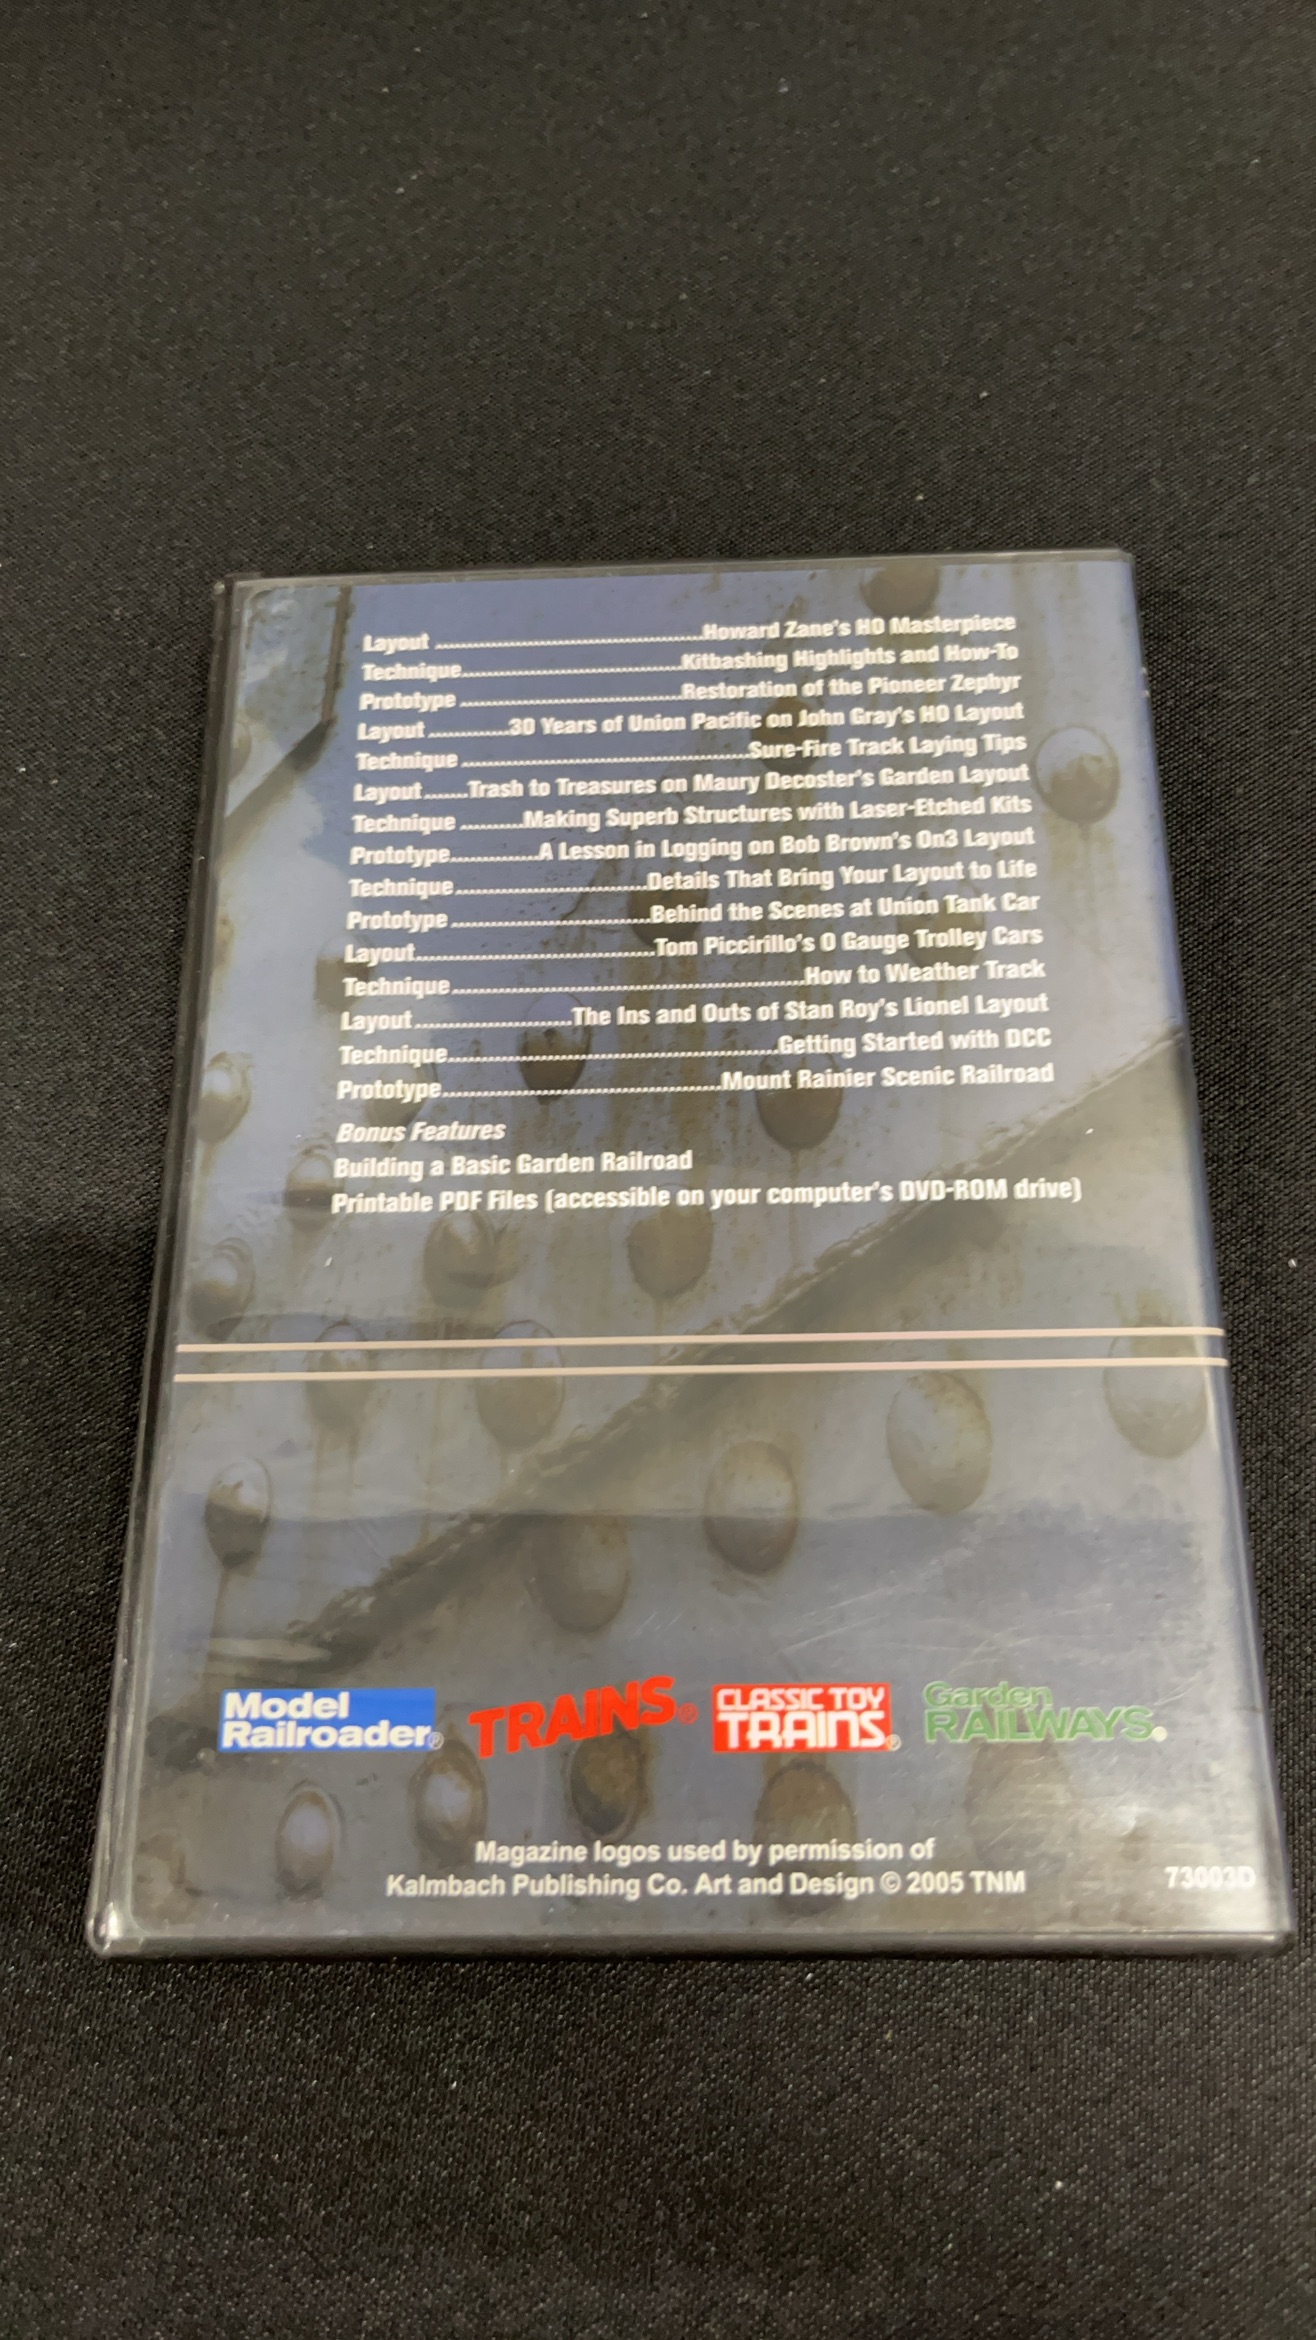 Layout ........................................Howard Zane's HO Masterpiece
Technique.................................Kitbashing Highlights and How-To
Prototype .................................Restoration of the Pioneer Zephyr
Layout ............30 Years of Union Pacific on John Gray's HO Layout
Technique ..........................................Sure-Fire Track Laying Tips
Layout.......Trash to Treasures on Maury Decoster's Garden Layout
Technique ..........Making Superb Structures with Laser-Etched Kits
Prototype..............A Lesson in Logging on Bob Brown's On3 Layout
Technique.............................Details That Bring Your Layout to Life
Prototype ..............................Behind the Scenes at Union Tank Car
Layout....................................Tom Piccirillo's O Gauge Trolley Cars
Technique.....................................................How to Weather Track
Layout........................The Ins and Outs of Stan Roy's Lionel Layout
Technique.................................................Getting Started with DCC
Prototype..........................................Mount Rainier Scenic Railroad
Bonus Features
Building a Basic Garden Railroad
Printable PDF Files (accessible on your computer's DVD-ROM drive)
Model
Railroader®
TRAINS®
CLASSIC TOY
TRAINS®
Garden
RAILWAYS®
Magazine logos used by permission of
Kalmbach Publishing Co. Art and Design © 2005 TNM
73003D